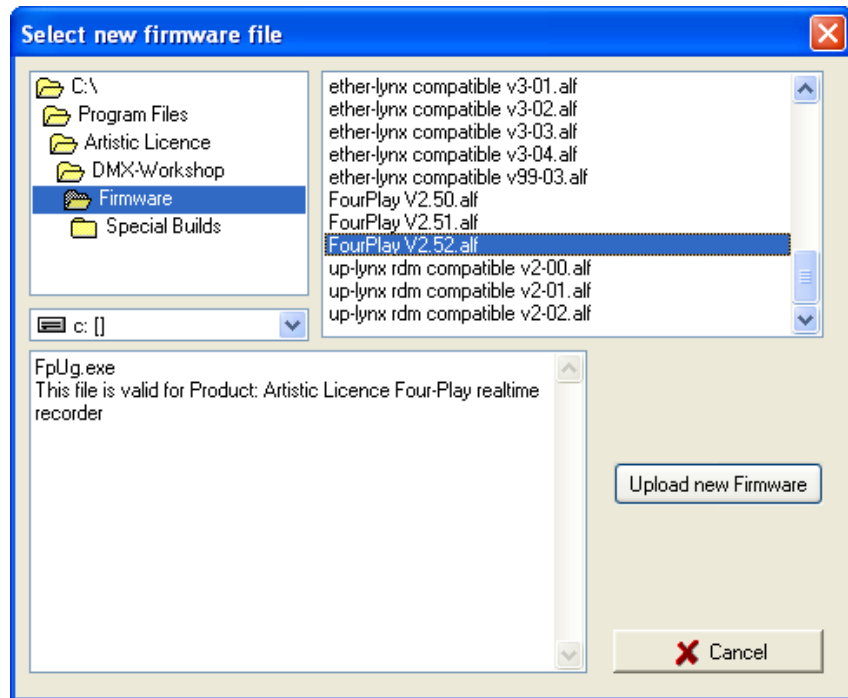 Select new firmware file
C:\
Program Files
Artistic Licence
DMX-Workshop
Firmware
Special Builds
c: []
ether-lynx compatible v3-01.alf
ether-lynx compatible v3-02.alf
ether-lynx compatible v3-03.alf
ether-lynx compatible v3-04.alf
ether-lynx compatible v99-03.alf
FourPlay V2.50.alf
FourPlay V2.51.alf
FourPlay V2.52.alf
up-lynx rdm compatible v2-00.alf
up-lynx rdm compatible v2-01.alf
up-lynx rdm compatible v2-02.alf
FpUg.exe
This file is valid for Product: Artistic Licence Four-Play realtime
recorder
Upload new Firmware
Cancel